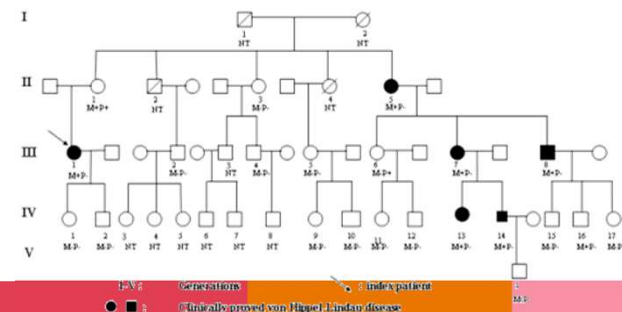 I
1 2
NT NT
II
1 2 3 4 5
M+P+ NT M-P- NT M+P-
III
1 2 3 4 5 6 7 8
M+P- M-P- NT M-P- M-P- M-P+ M+P- M+P-
IV
1 2 3 4 5 6 7 8 9 10 11 12 13 14 15 16 17
M-P- M-P- NT NT NT NT NT NT M-P- M-P- M-P- M-P- M+P- M+P- M-P- M+P- M-P-
V
1
M-P-
I-V : Generations : index patient
: Clinically proved von Hippel Lindau disease